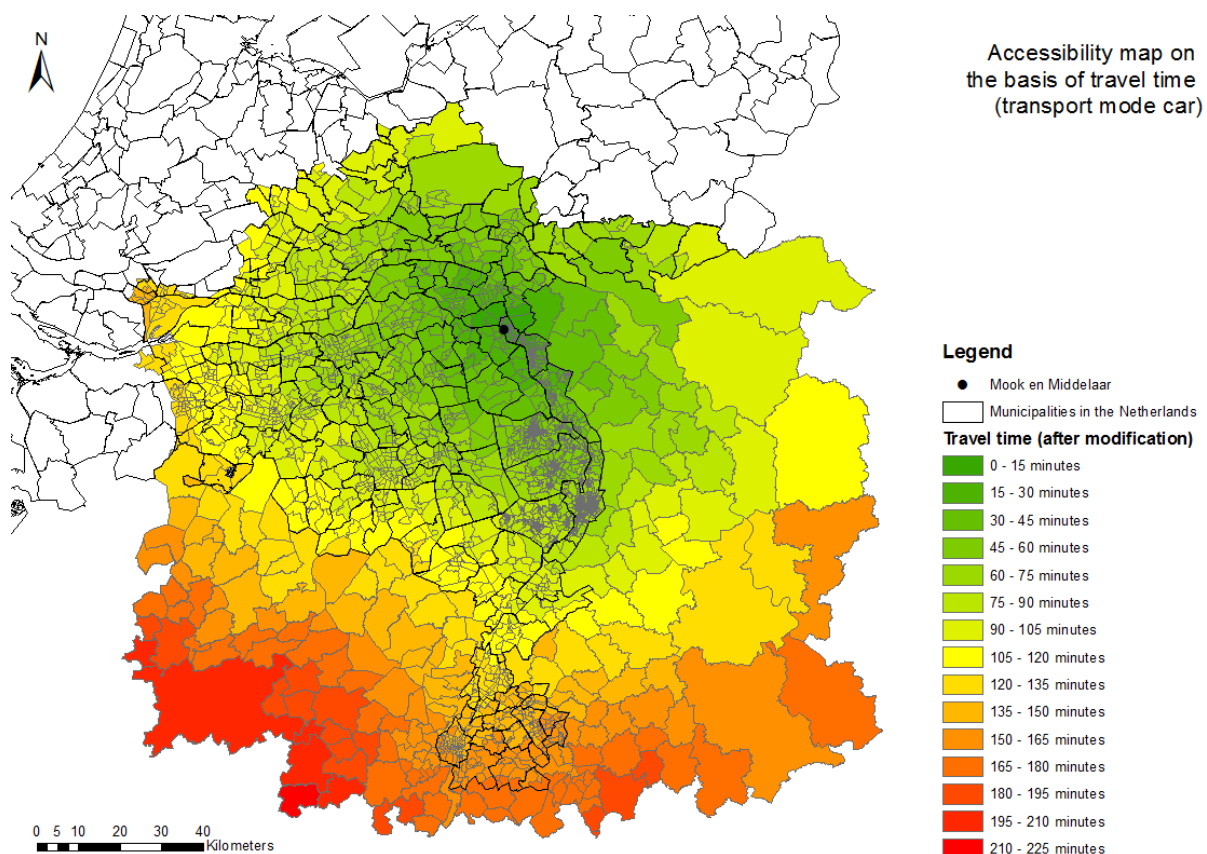 N
Accessibility map on
the basis of travel time
(transport mode car)
Legend
Mook en Middelaar
Municipalities in the Netherlands
Travel time (after modification)
0 - 15 minutes
15 - 30 minutes
30 - 45 minutes
45 - 60 minutes
60 - 75 minutes
75 - 90 minutes
90 - 105 minutes
105 - 120 minutes
120 - 135 minutes
135 - 150 minutes
150 - 165 minutes
165 - 180 minutes
180 - 195 minutes
195 - 210 minutes
210 - 225 minutes
0 5 10 20 30 40
Kilometers